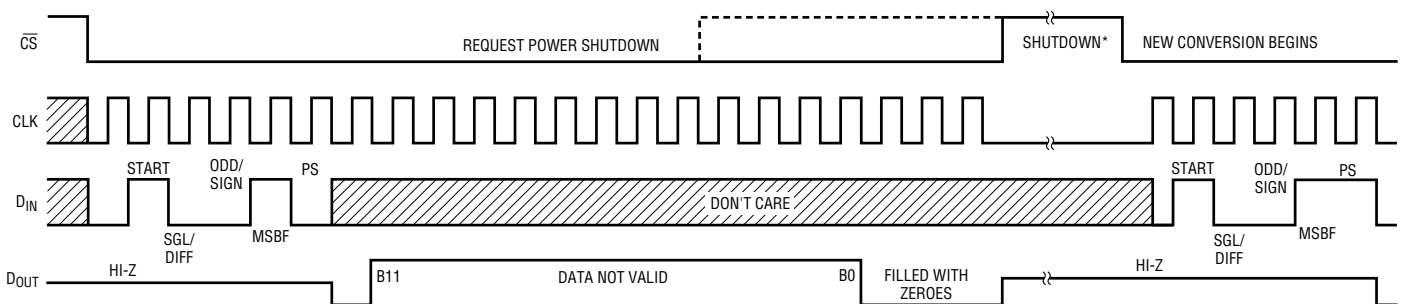 CS
REQUEST POWER SHUTDOWN
SHUTDOWN*
NEW CONVERSION BEGINS
CLK
START
ODD/
SIGN
PS
START
ODD/
SIGN
PS
DIN
DON'T CARE
SGL/
DIFF
MSBF
SGL/
DIFF
MSBF
DOUT
HI-Z
B11
DATA NOT VALID
B0
FILLED WITH
ZEROES
HI-Z